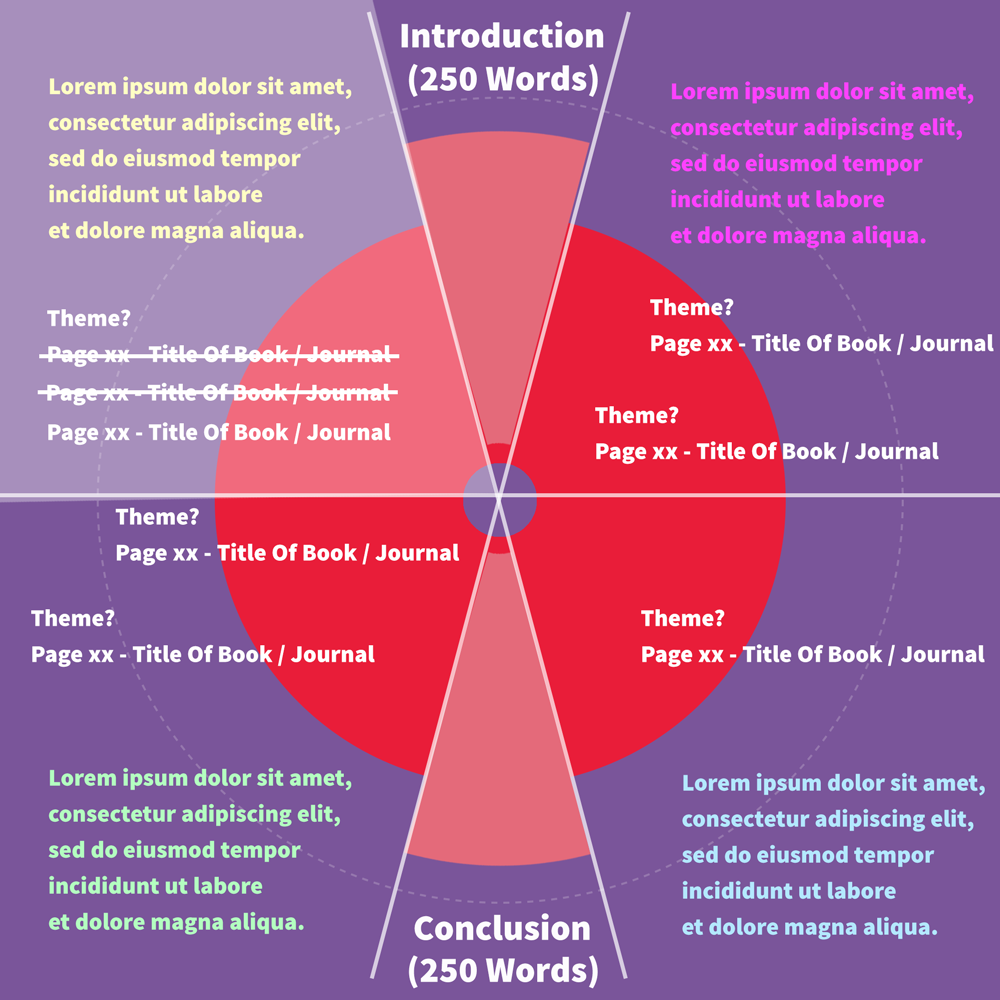 Introduction
(250 Words)
Lorem ipsum dolor sit amet,
consectetur adipiscing elit,
sed do eiusmod tempor
incididunt ut labore
et dolore magna aliqua.
Lorem ipsum dolor sit amet,
consectetur adipiscing elit,
sed do eiusmod tempor
incididunt ut labore
et dolore magna aliqua.
Theme?
Page xx - Title Of Book / Journal
Page xx - Title Of Book / Journal
Page xx - Title Of Book / Journal
Theme?
Page xx - Title Of Book / Journal
Theme?
Page xx - Title Of Book / Journal
Theme?
Page xx - Title Of Book / Journal
Theme?
Page xx - Title Of Book / Journal
Theme?
Page xx - Title Of Book / Journal
Lorem ipsum dolor sit amet,
consectetur adipiscing elit,
sed do eiusmod tempor
incididunt ut labore
et dolore magna aliqua.
Lorem ipsum dolor sit amet,
consectetur adipiscing elit,
sed do eiusmod tempor
incididunt ut labore
et dolore magna aliqua.
Conclusion
(250 Words)